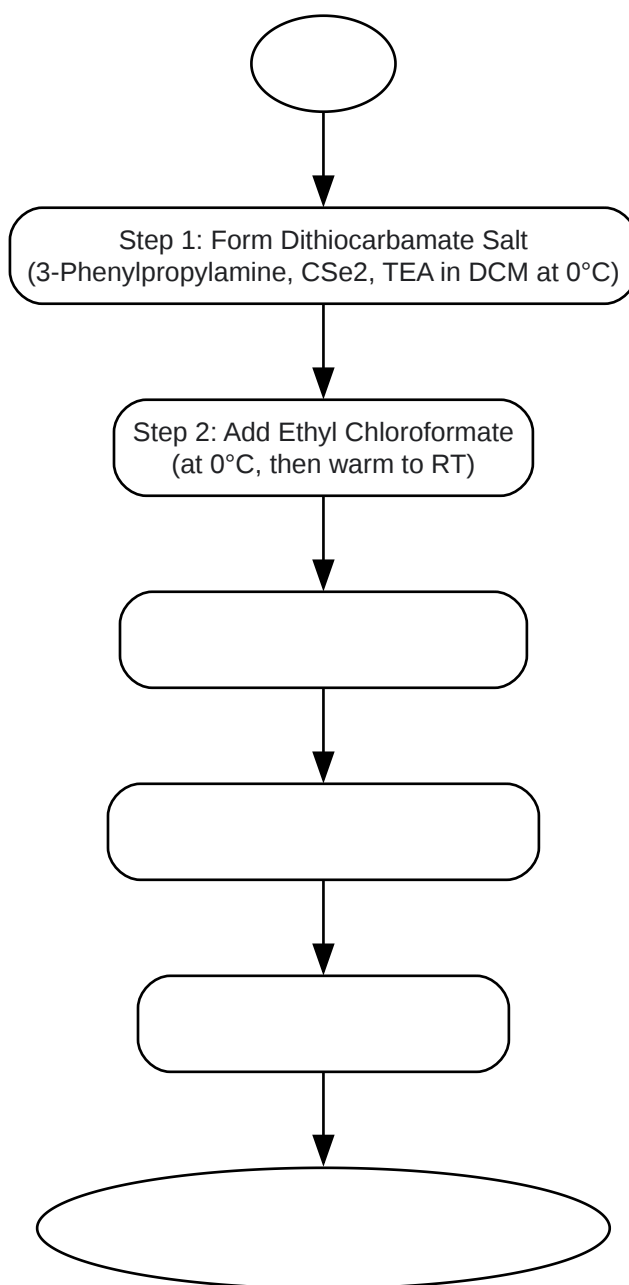 Step 1: Form Dithiocarbamate Salt
(3-Phenylpropylamine, CSe2, TEA in DCM at 0°C)
Step 2: Add Ethyl Chloroformate
(at 0°C, then warm to RT)